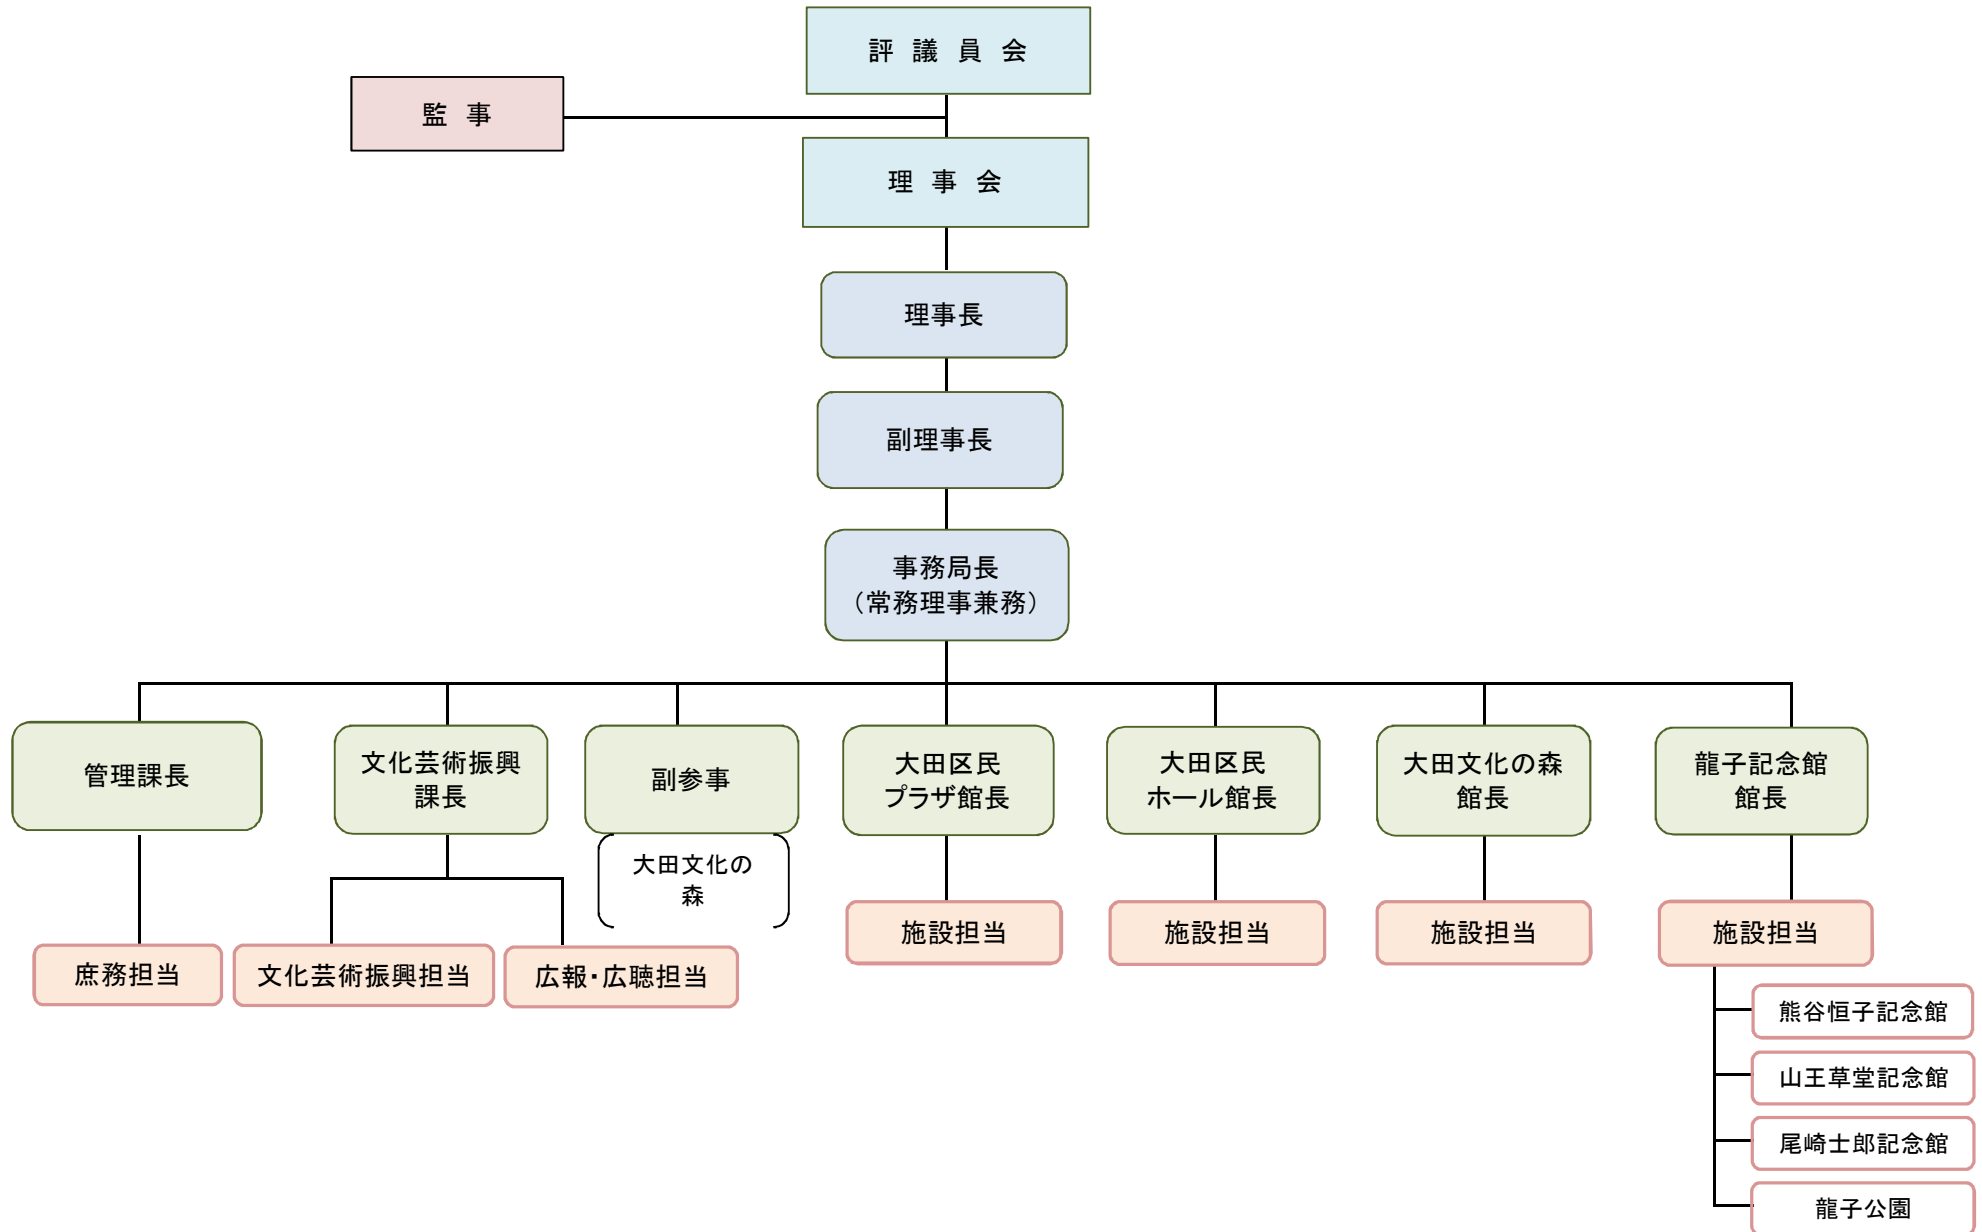 評 議 員 会
監 事
理 事 会
理事長
副理事長
事務局長
（常務理事兼務）
管理課長
文化芸術振興
課長
副参事
大田区民
プラザ館長
大田区民
ホール館長
大田文化の森
館長
龍子記念館
館長
大田文化の
森
施設担当
施設担当
施設担当
施設担当
庶務担当
文化芸術振興担当
広報・広聴担当
熊谷恒子記念館
山王草堂記念館
尾崎士郎記念館
龍子公園